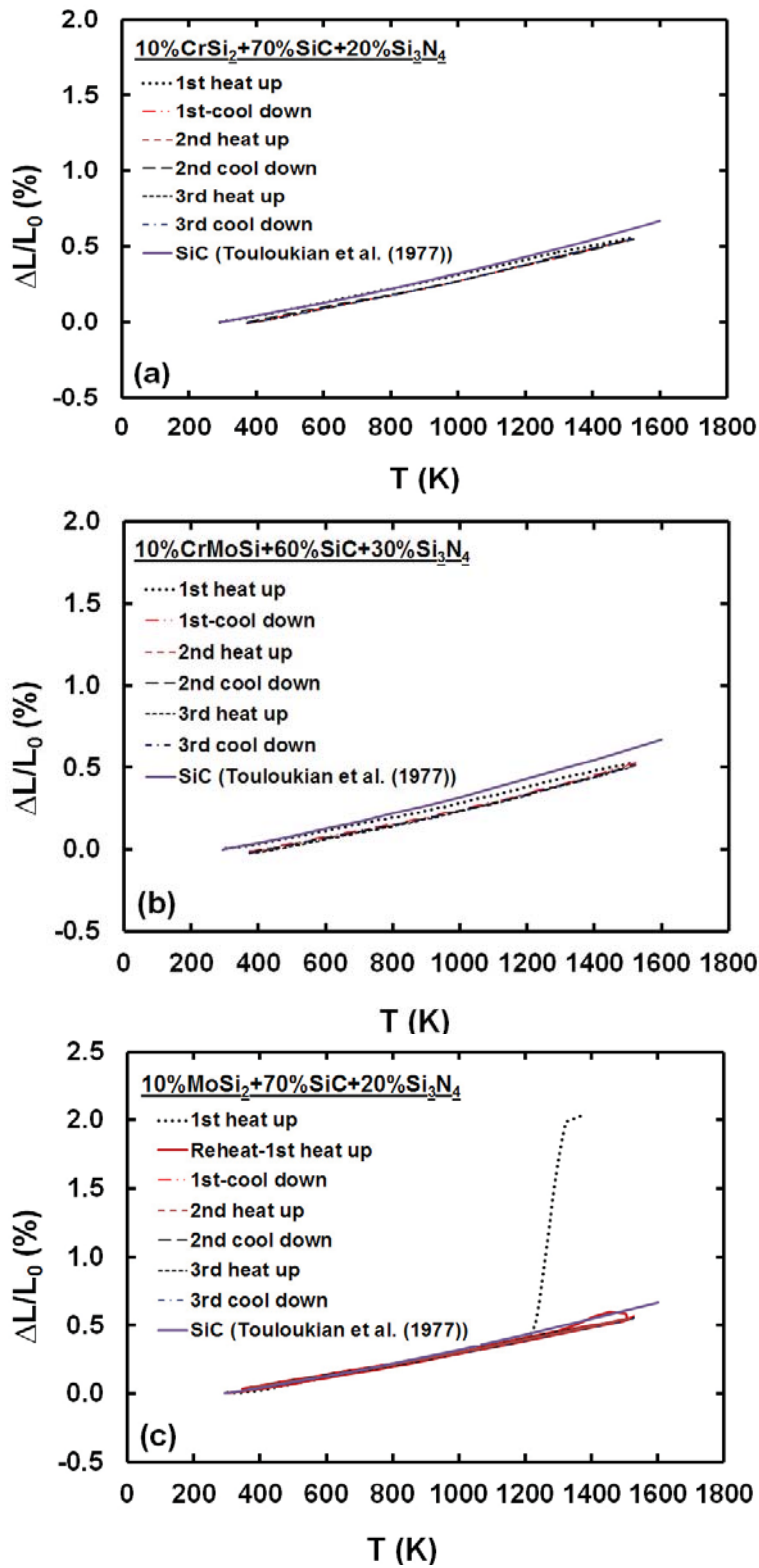 2.0
10%CrSi2+70%SiC+20%Si3N4
1st heat up
1.5
1st-cool down
2nd heat up
2nd cool down
1.0
3rd heat up
3rd cool down
SiC (Touloukian et al. (1977))
0.5
0.0
(a)
-0.5
0 200 400 600 800 1000 1200 1400 1600 1800
ΔL/L0 (%)
T (K)
2.0
10%CrMoSi+60%SiC+30%Si3N4
1st heat up
1.5
1st-cool down
2nd heat up
2nd cool down
1.0
3rd heat up
3rd cool down
SiC (Touloukian et al. (1977))
0.5
0.0
(b)
-0.5
0 200 400 600 800 1000 1200 1400 1600 1800
ΔL/L0 (%)
T (K)
2.5
10%MoSi2+70%SiC+20%Si3N4
1st heat up
2.0
Reheat-1st heat up
1st-cool down
1.5
2nd heat up
2nd cool down
1.0
3rd heat up
3rd cool down
SiC (Touloukian et al. (1977))
0.5
0.0
(c)
-0.5
0 200 400 600 800 1000 1200 1400 1600 1800
ΔL/L0 (%)
T (K)